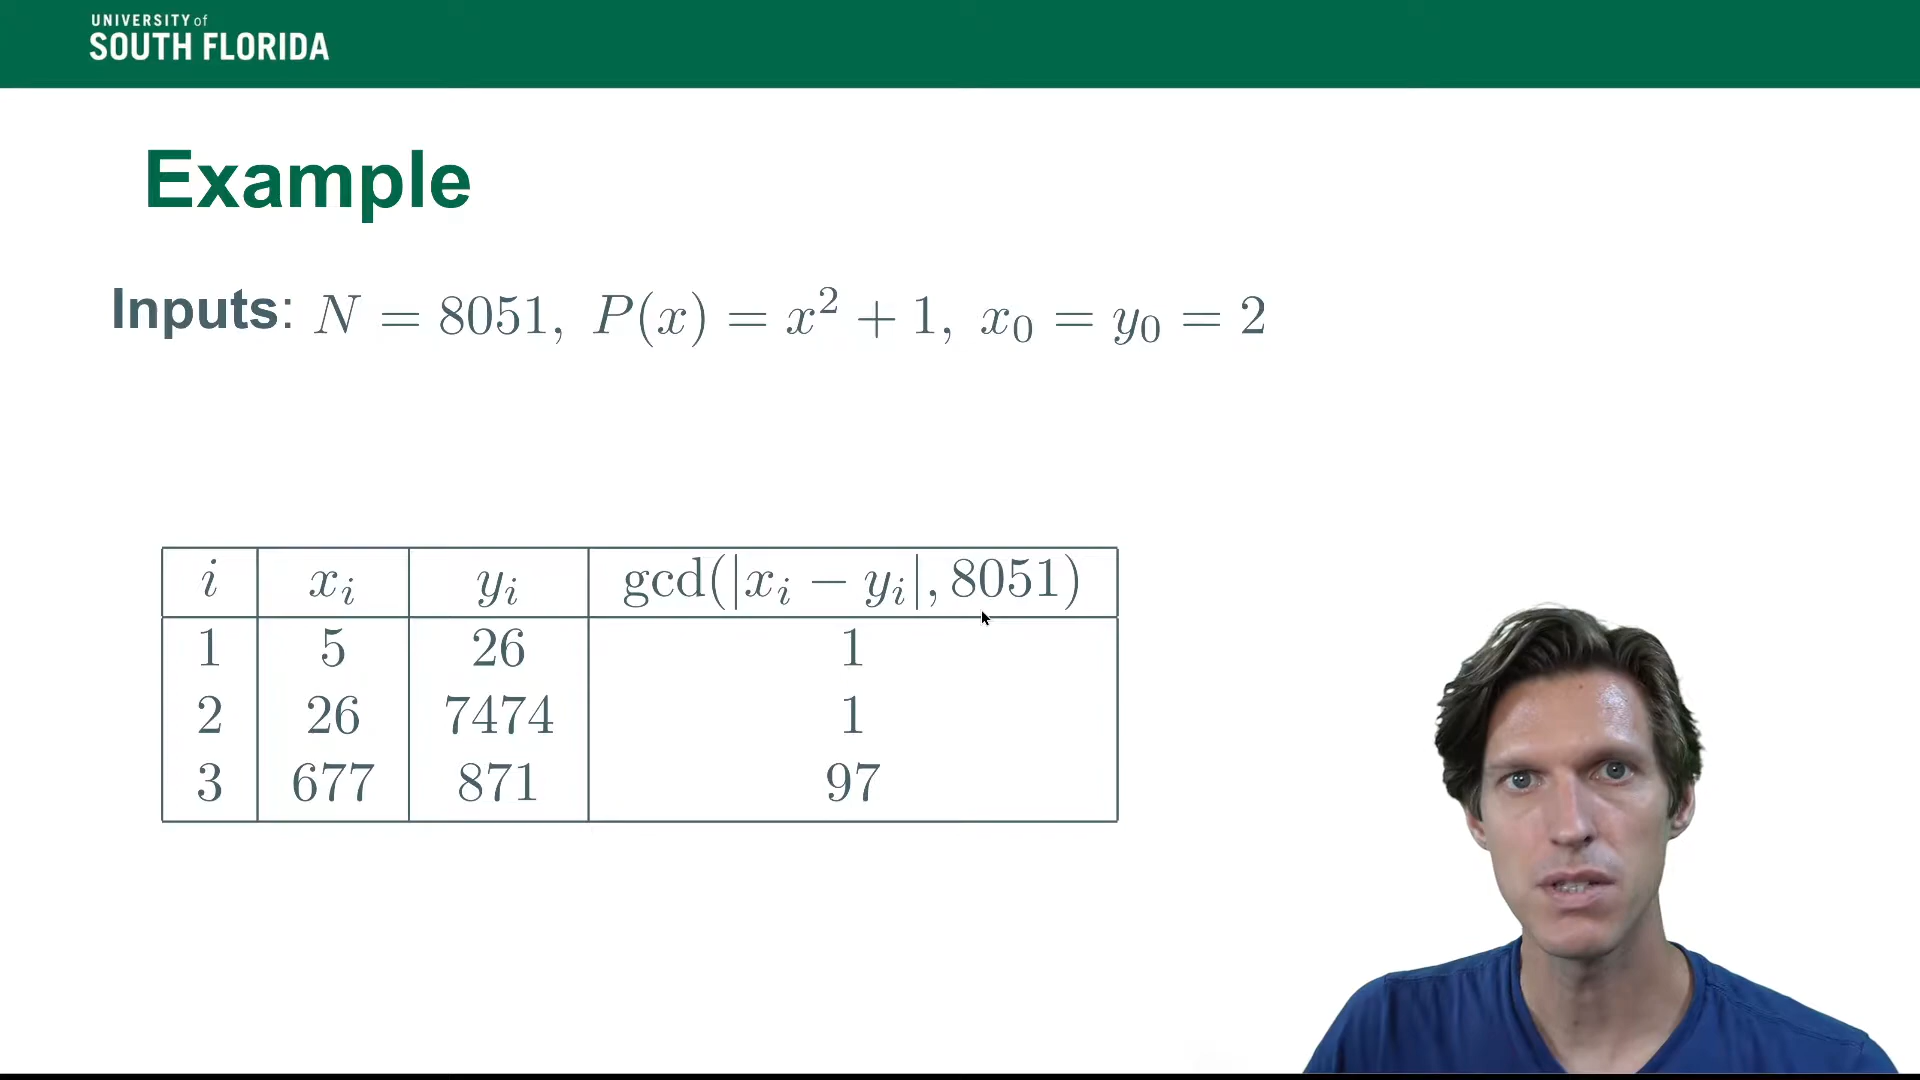 UNIVERSITY of
SOUTH FLORIDA
Example
Inputs: N = 8051, P(x) = x² + 1, x₀ = y₀ = 2
i xᵢ yᵢ gcd(|xᵢ − yᵢ|, 8051)
1 5 26 1
2 26 7474 1
3 677 871 97